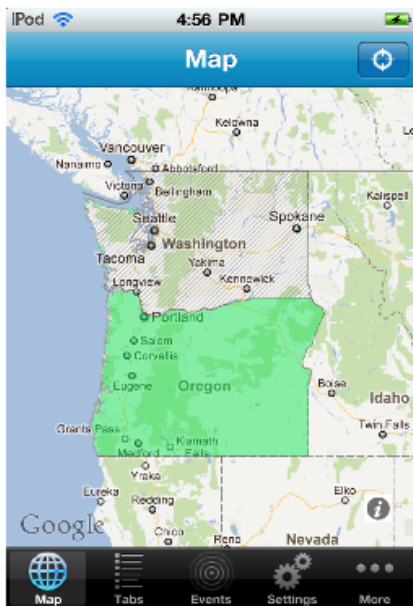 iPod 4:56 PM
Map
Kamloops
Kelowna
Vancouver
Nanaimo
Abbotsford
Victoria
Bellingham
Kalispell
Seattle
Spokane
Washington
Tacoma
Yakima
Longview
Kennewick
Portland
Salem
Corvallis
Eugene
Oregon
Boise
Idaho
Grants Pass
Klamath
Falls
Medford
Twin Falls
Yreka
Eureka
Redding
Elko
Google
Chico
Reno
Nevada
Map Tabs Events Settings More